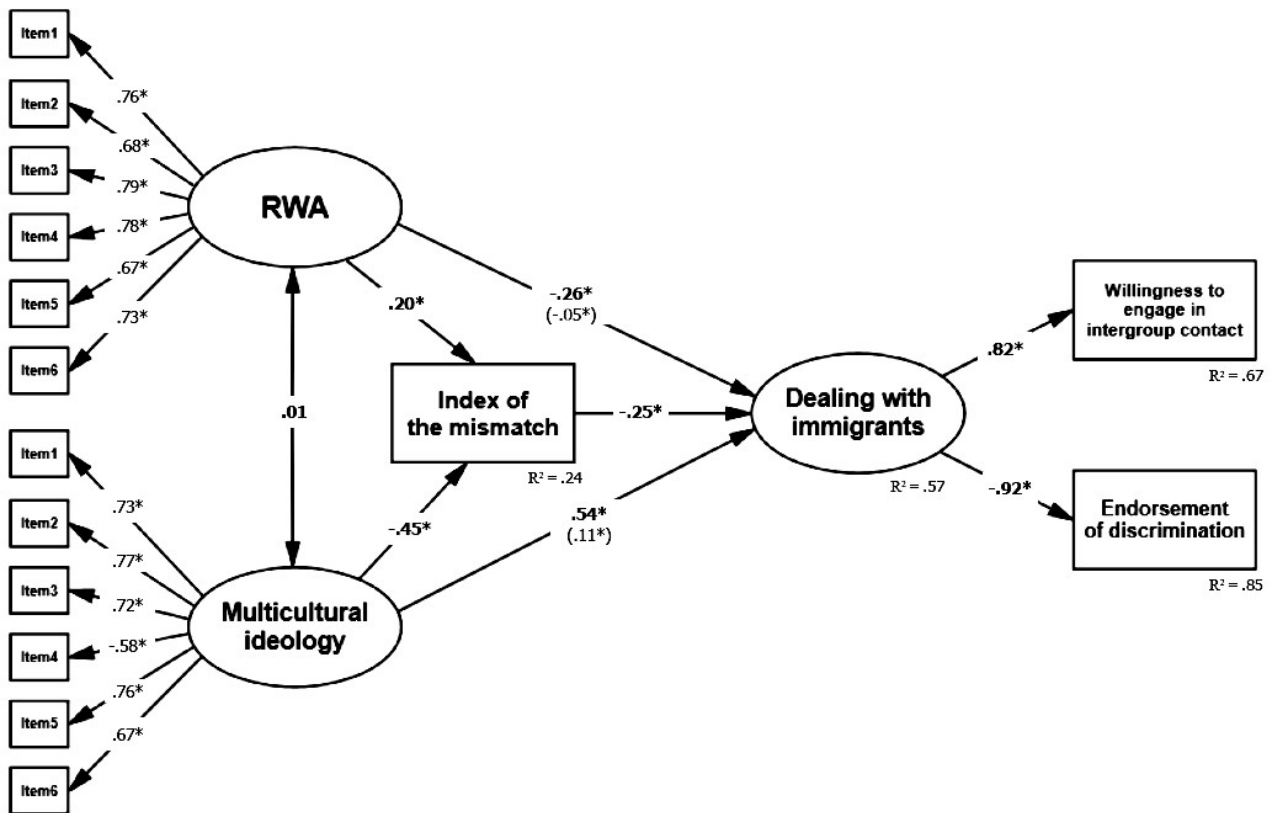 Item1
.76*
Item2
.68*
Item3
.79*
Item4
.78*
Item5
.67*
Item6
.73*
RWA
.20*
-.26*
(-.05*)
.01
Index of
the mismatch
R² = .24
-.25*
Dealing with
immigrants
R² = .57
.82*
Willingness to
engage in
intergroup contact
R² = .67
-.92*
Endorsement
of discrimination
R² = .85
-.45*
.54*
(.11*)
Item1
.73*
Item2
.77*
Item3
.72*
Item4
-.58*
Item5
.76*
Item6
.67*
Multicultural
ideology